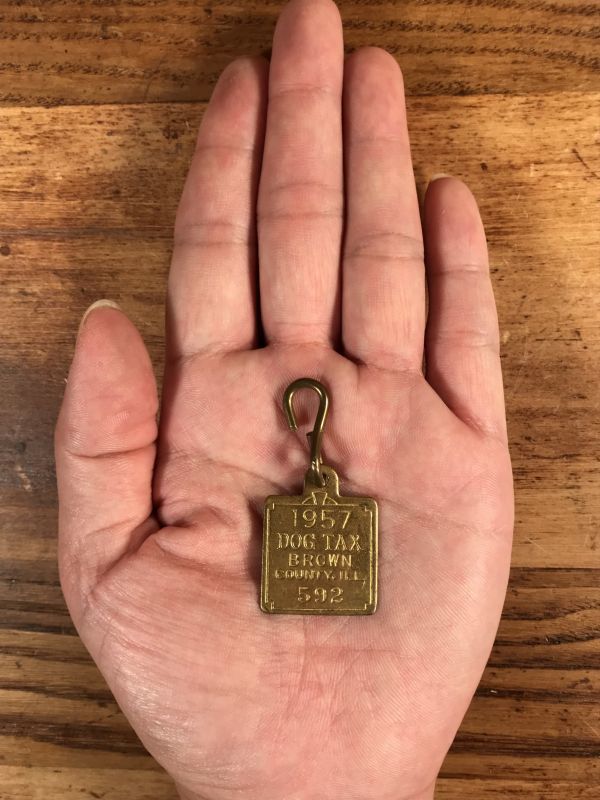 1957
DOG TAX
BROWN
COUNTY, ILL.
592